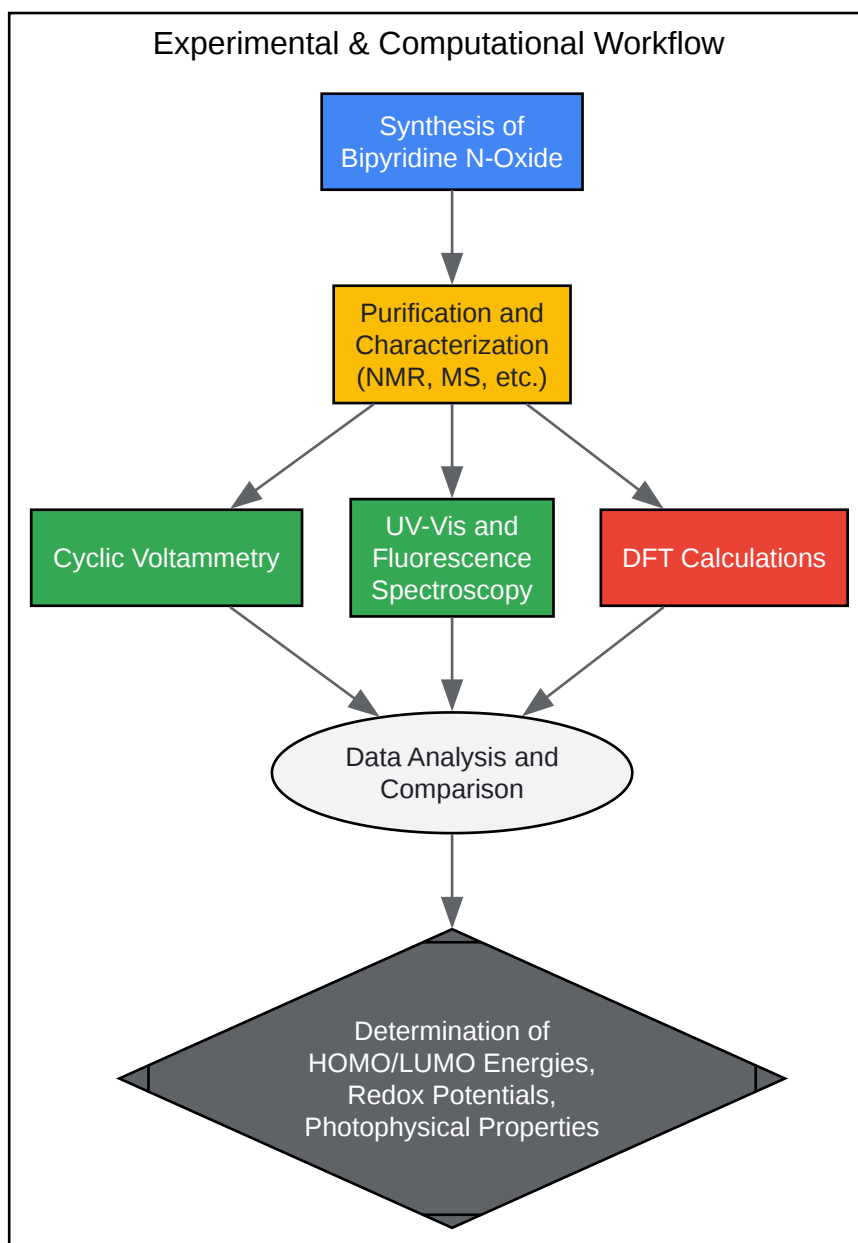 Experimental & Computational Workflow
Synthesis of
Bipyridine N-Oxide
Purification and
Characterization
(NMR, MS, etc.)
Cyclic Voltammetry
UV-Vis and
Fluorescence
Spectroscopy
DFT Calculations
Data Analysis and
Comparison
Determination of
HOMO/LUMO Energies,
Redox Potentials,
Photophysical Properties